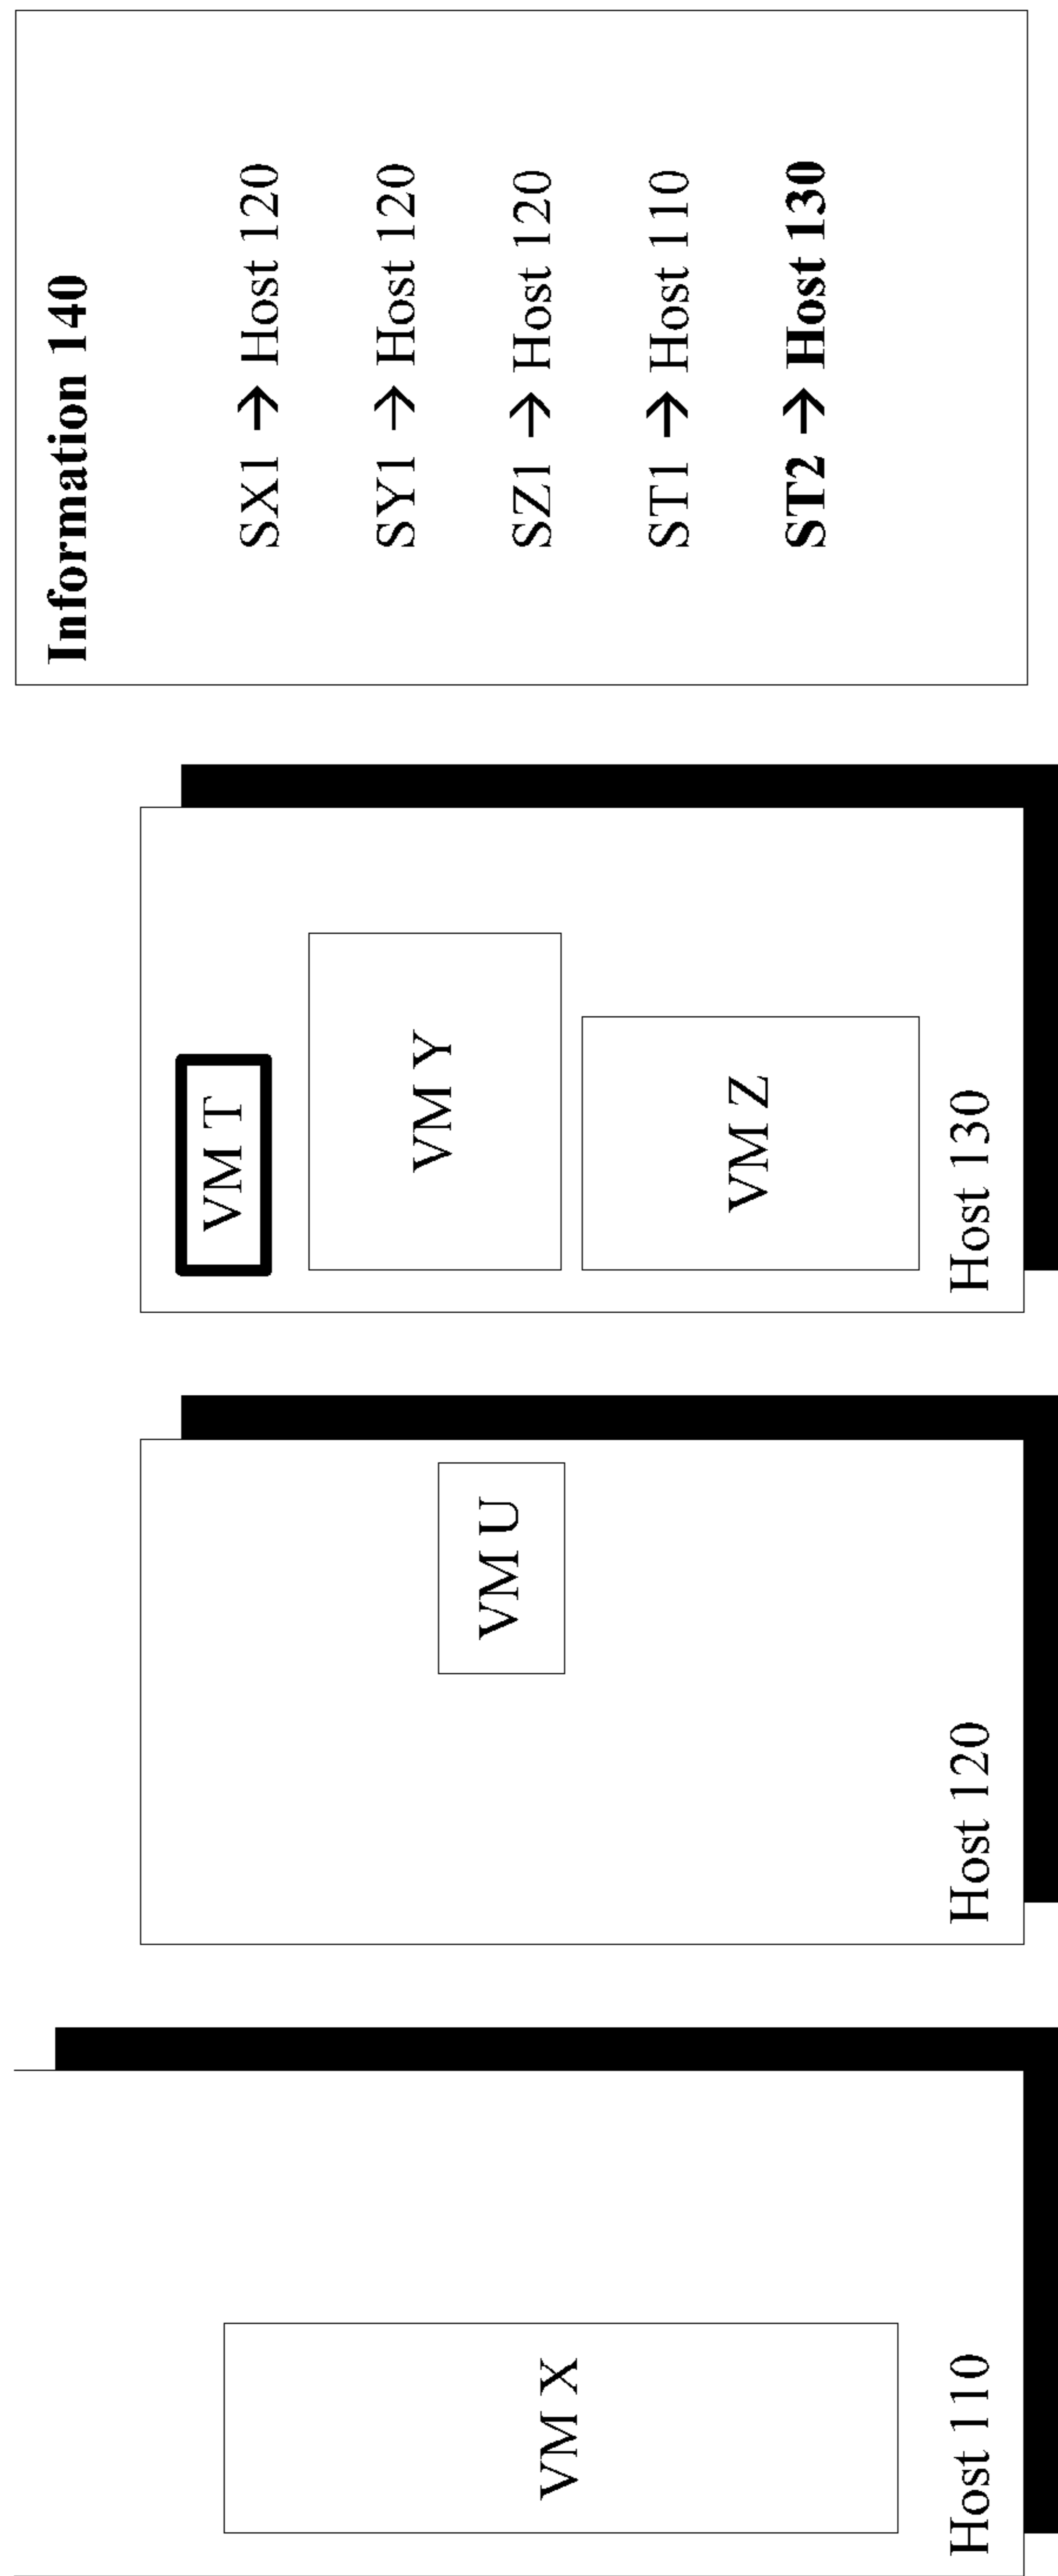 VM X
Host 110
VM U
Host 120
VM T
VM Y
VM Z
Host 130
Information 140
SX1 → Host 120
SY1 → Host 120
SZ1 → Host 120
ST1 → Host 110
ST2 → Host 130